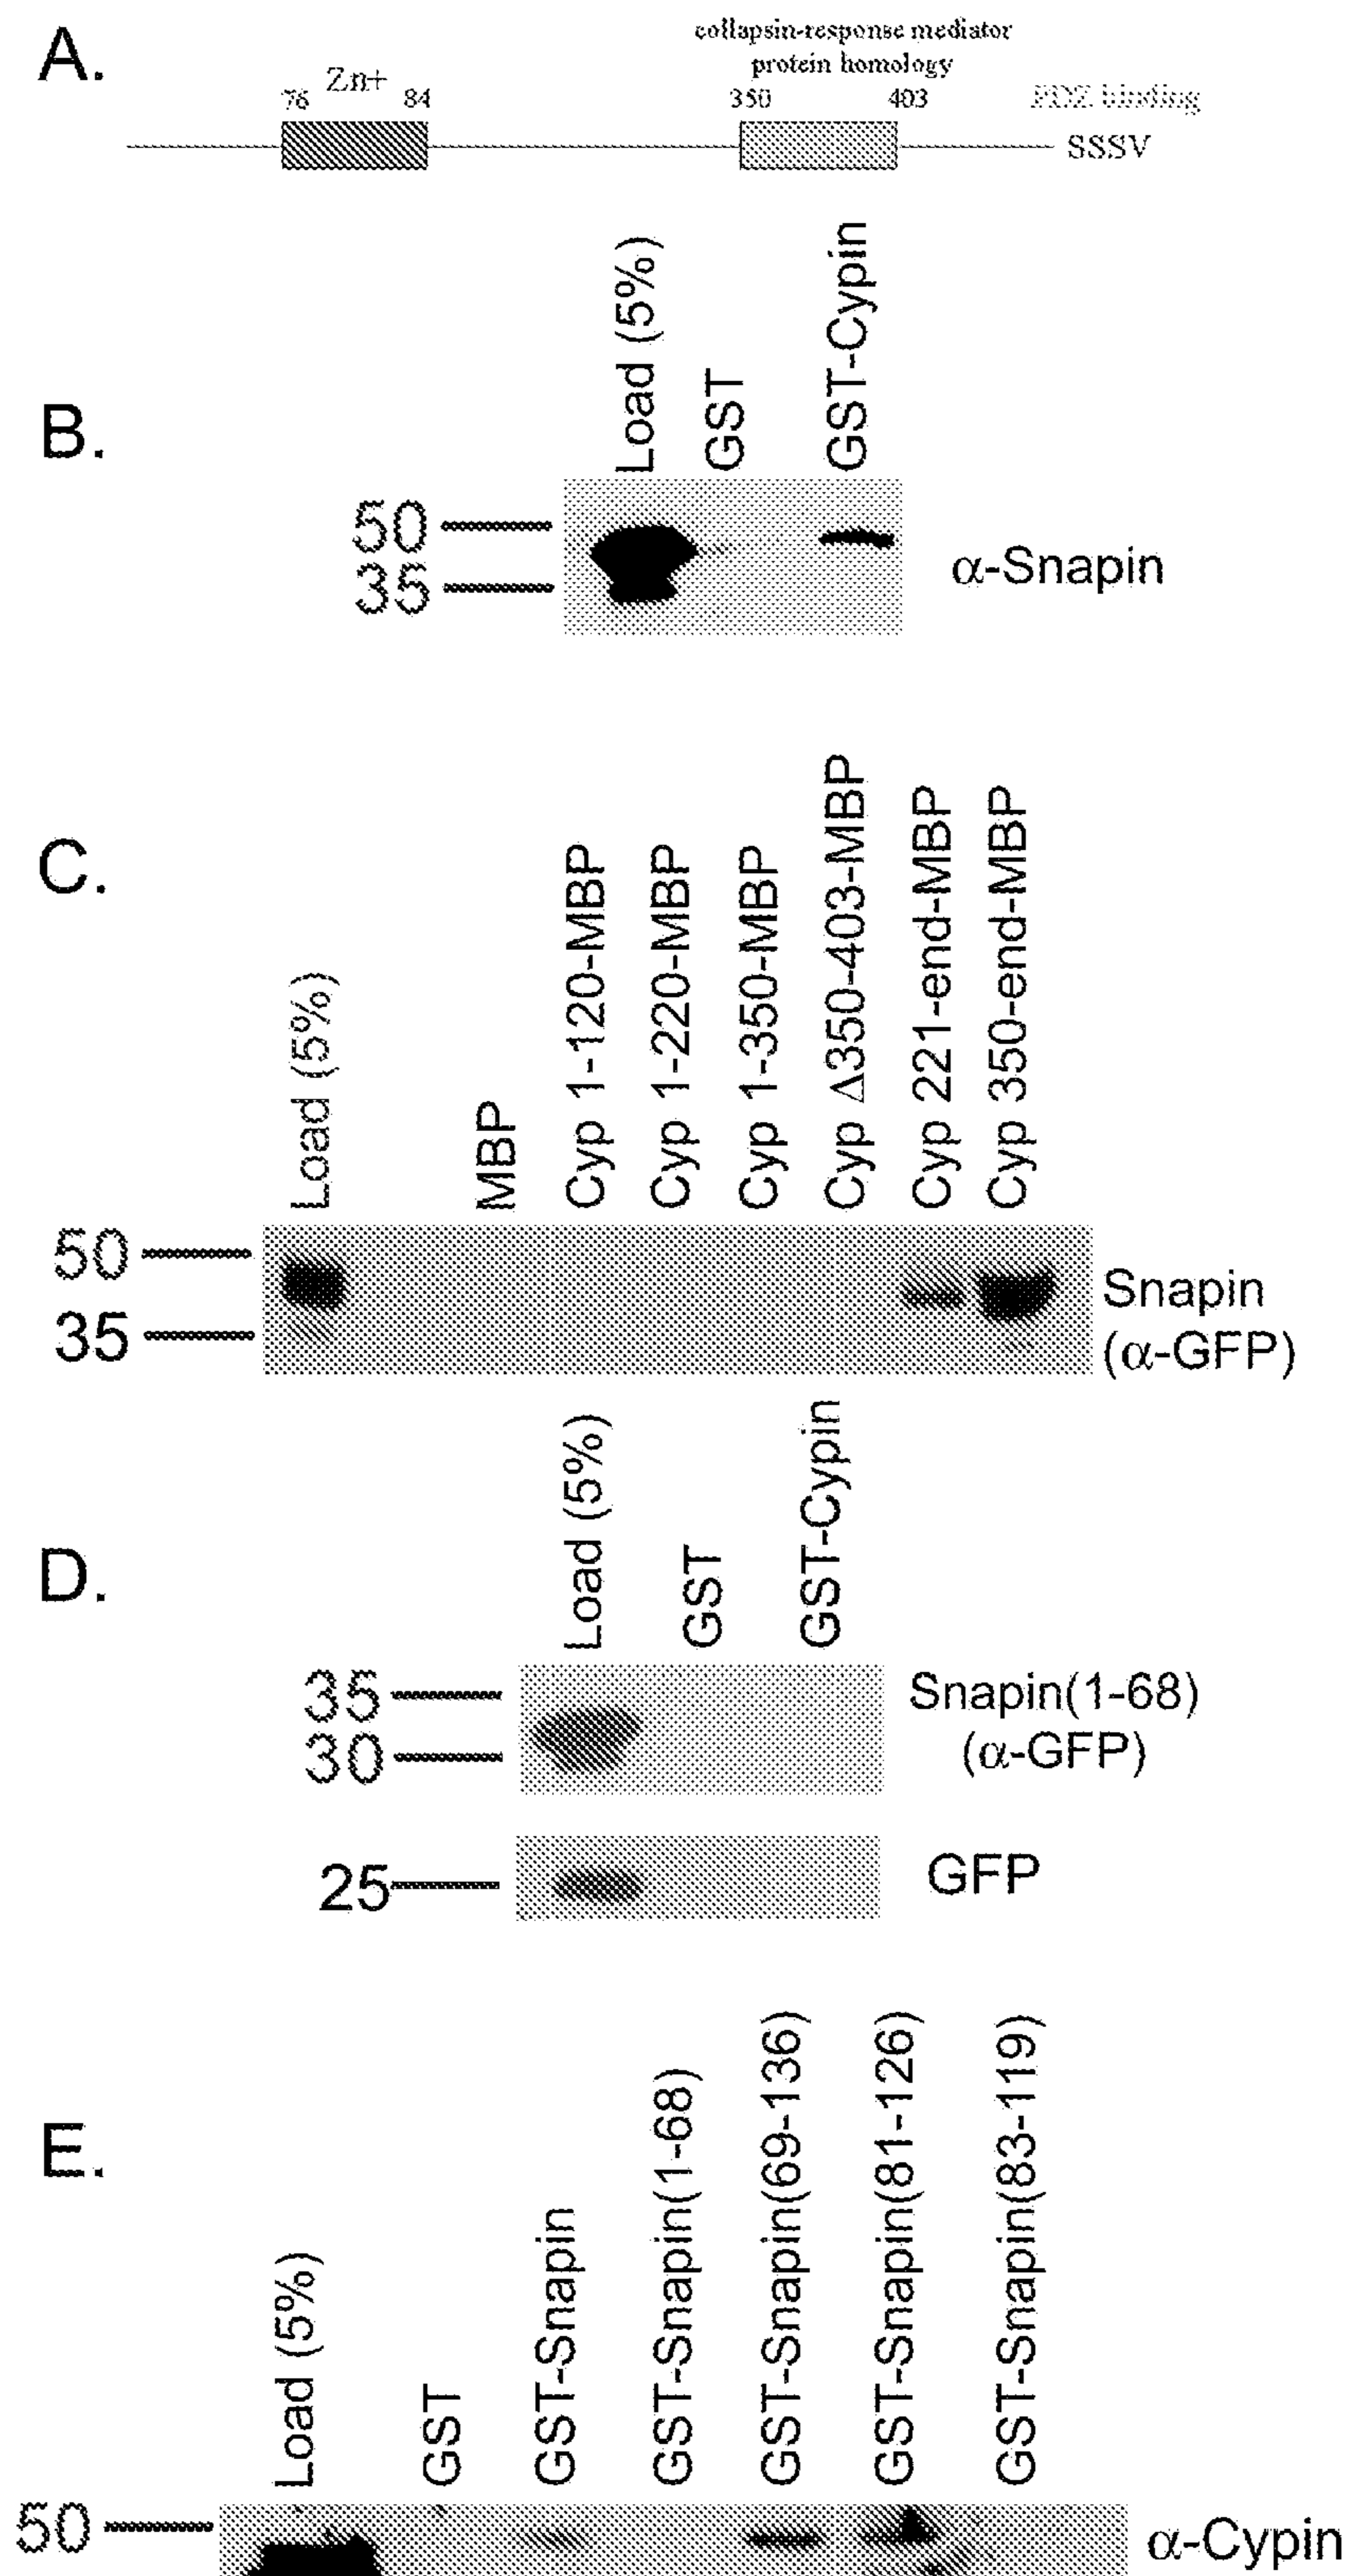 A.
collapsin-response mediator
protein homology
76 Zn+ 84 350 403 PDZ binding
SSSV
B.
Load (5%)
GST
GST-Cypin
50
35
α-Snapin
C.
Load (5%)
MBP
Cyp 1-120-MBP
Cyp 1-220-MBP
Cyp 1-350-MBP
Cyp Δ350-403-MBP
Cyp 221-end-MBP
Cyp 350-end-MBP
50
35
Snapin
(α-GFP)
D.
Load (5%)
GST
GST-Cypin
35
30
Snapin(1-68)
(α-GFP)
25
GFP
E.
Load (5%)
GST
GST-Snapin
GST-Snapin(1-68)
GST-Snapin(69-136)
GST-Snapin(81-126)
GST-Snapin(83-119)
50
α-Cypin